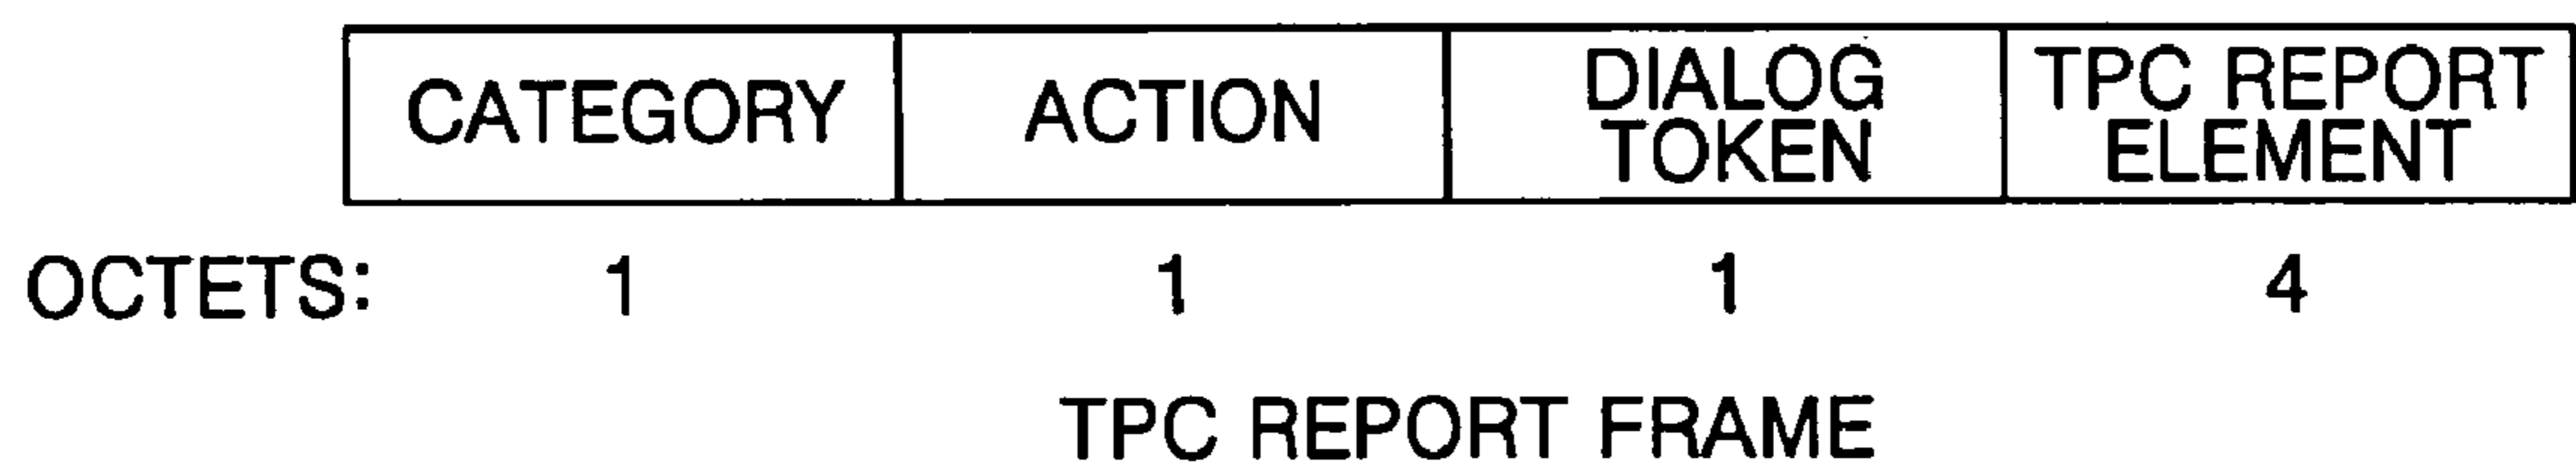 CATEGORY
ACTION
DIALOG
TOKEN
TPC REPORT
ELEMENT
OCTETS: 1 1 1 4
TPC REPORT FRAME